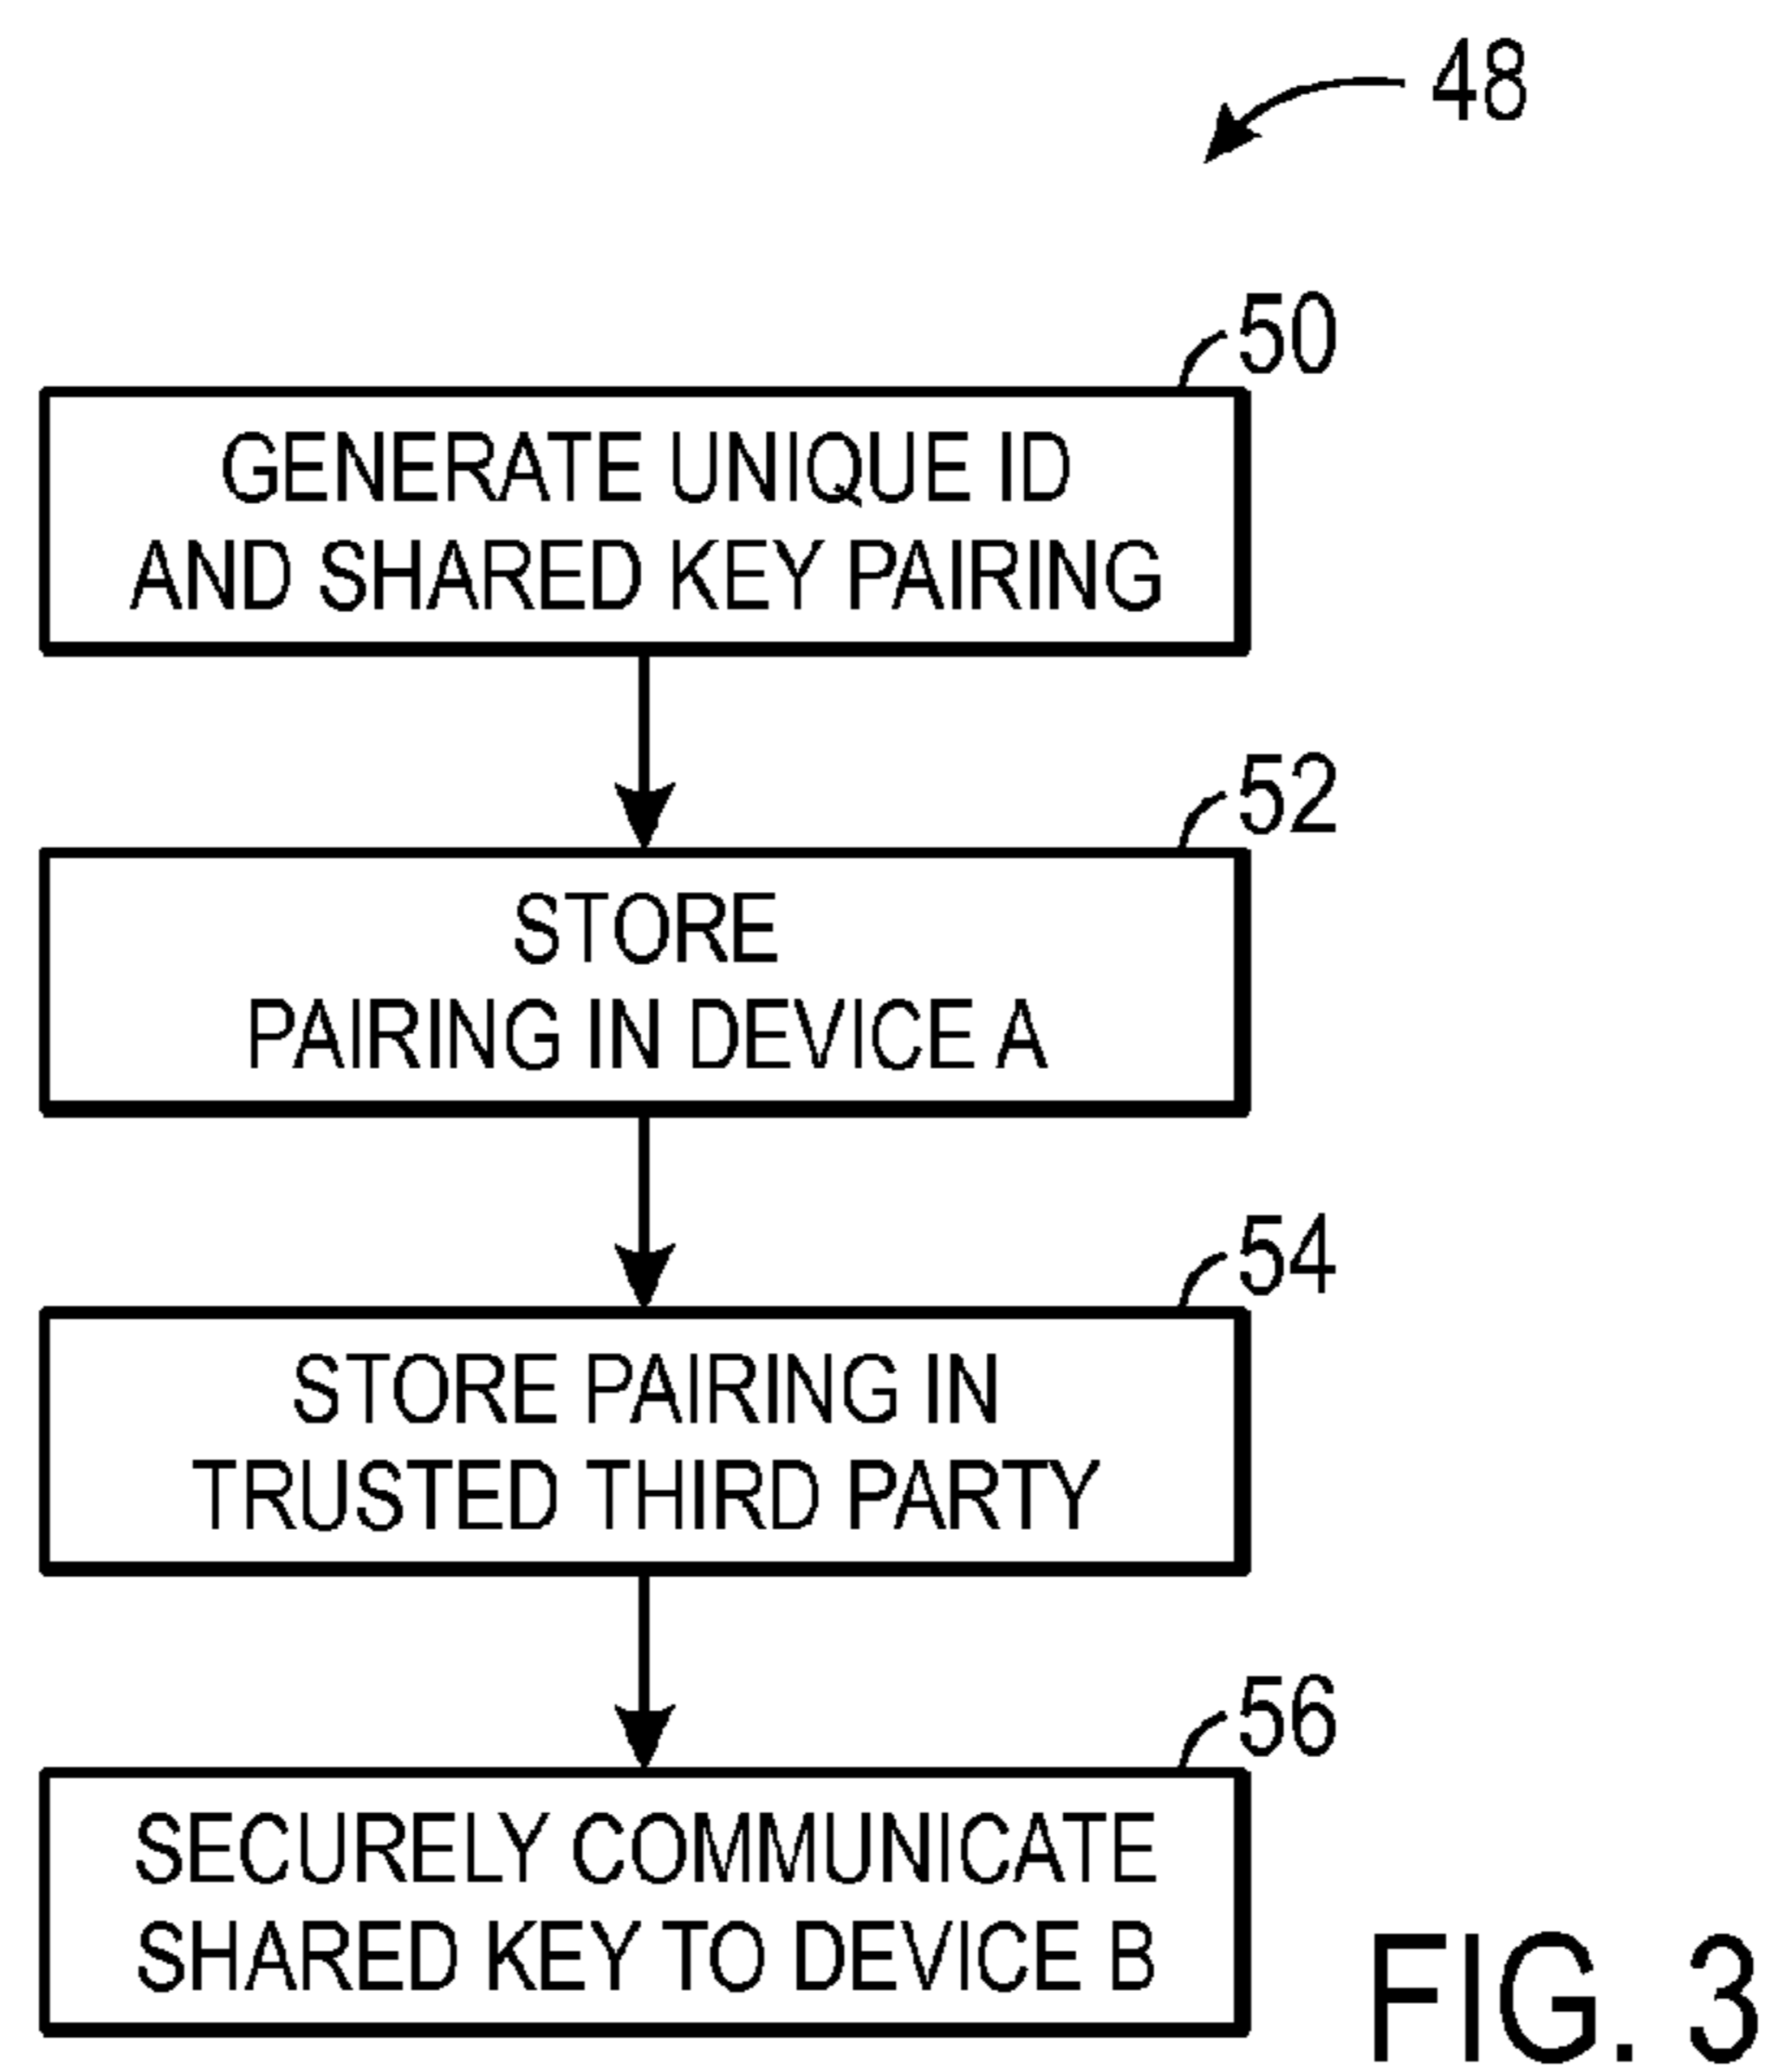 48
50
GENERATE UNIQUE ID
AND SHARED KEY PAIRING
52
STORE
PAIRING IN DEVICE A
54
STORE PAIRING IN
TRUSTED THIRD PARTY
56
SECURELY COMMUNICATE
SHARED KEY TO DEVICE B
FIG. 3